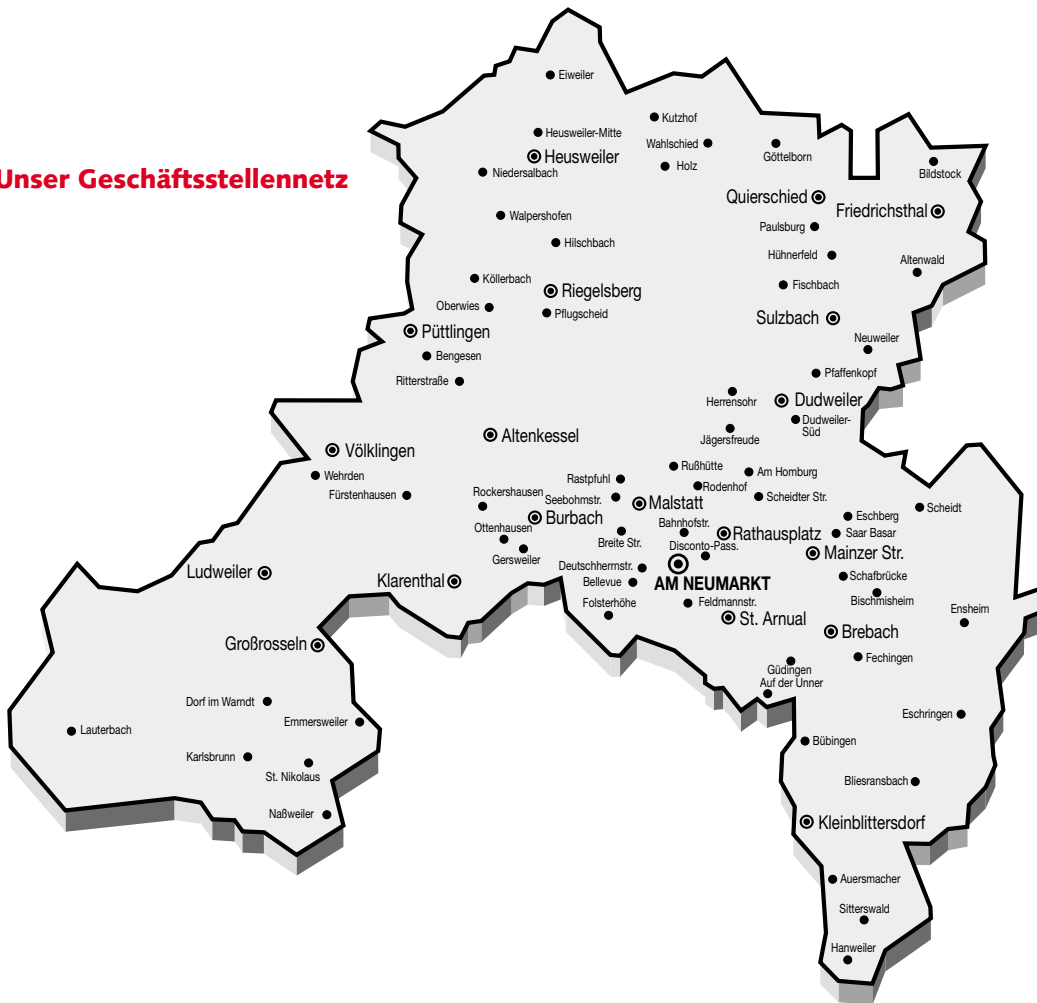 Unser Geschäftsstellennetz
Eiweiler
Kutzhof
Heusweiler-Mitte
Wahlschied
Göttelborn
Heusweiler
Holz
Bildstock
Niedersalbach
Quierschied
Friedrichsthal
Walpershofen
Paulsburg
Hilschbach
Hühnerfeld
Altenwald
Köllerbach
Fischbach
Riegelsberg
Oberwies
Pflugscheid
Sulzbach
Püttlingen
Neuweiler
Bengesen
Pfaffenkopf
Ritterstraße
Herrensohr
Dudweiler
Dudweiler-
Süd
Jägersfreude
Altenkessel
Völklingen
Rußhütte
Am Homburg
Wehrden
Rastpfuhl
Rodenhof
Fürstenhausen
Rockershausen
Seebohmstr.
Scheidter Str.
Malstatt
Scheidt
Burbach
Eschberg
Bahnhofstr.
Ottenhausen
Rathausplatz
Saar Basar
Breite Str.
Disconto-Pass.
Mainzer Str.
Gersweiler
Deutschherrnstr.
Ludweiler
Klarenthal
Bellevue
AM NEUMARKT
Schafbrücke
Bischmisheim
Folsterhöhe
Feldmannstr.
Ensheim
St. Arnual
Brebach
Großrosseln
Fechingen
Güdingen
Auf der Unner
Dorf im Warndt
Emmersweiler
Eschringen
Lauterbach
Bübingen
Karlsbrunn
St. Nikolaus
Bliesransbach
Naßweiler
Kleinblittersdorf
Auersmacher
Sitterswald
Hanweiler